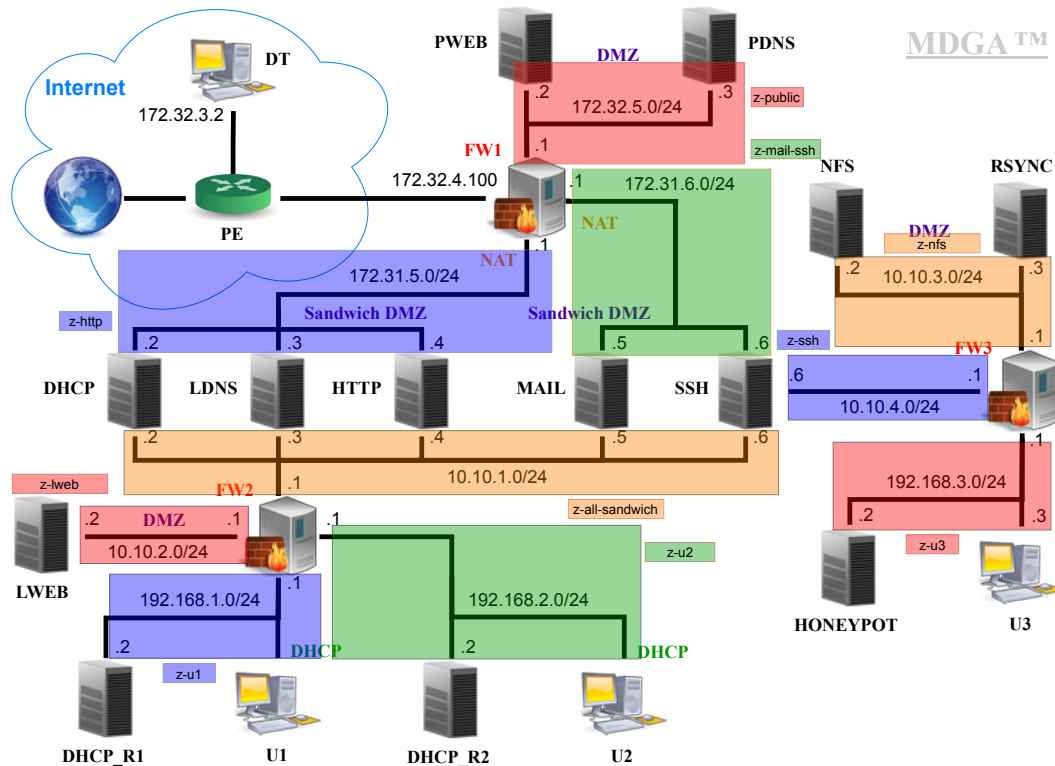 MDGA ™
PWEB
PDNS
DMZ
DT
Internet
172.32.3.2
PE
.2
172.32.5.0/24
.3
z-public
.1
FW1
172.32.4.100
z-mail-ssh
.1
172.31.6.0/24
NAT
NFS
RSYNC
DMZ
z-nfs
.2
10.10.3.0/24
.3
.1
.1
NAT
172.31.5.0/24
z-http
Sandwich DMZ
Sandwich DMZ
.2
.3
.4
.5
.6
z-ssh
FW3
.6
.1
10.10.4.0/24
DHCP
LDNS
HTTP
MAIL
SSH
.2
.3
.4
.5
.6
10.10.1.0/24
.1
.1
192.168.3.0/24
.2
.3
z-u3
HONEYPOT
U3
z-lweb
FW2
z-all-sandwich
.2
DMZ
.1
10.10.2.0/24
.1
z-u2
LWEB
.1
192.168.1.0/24
192.168.2.0/24
.2
.2
DHCP
DHCP
z-u1
DHCP_R1
U1
DHCP_R2
U2